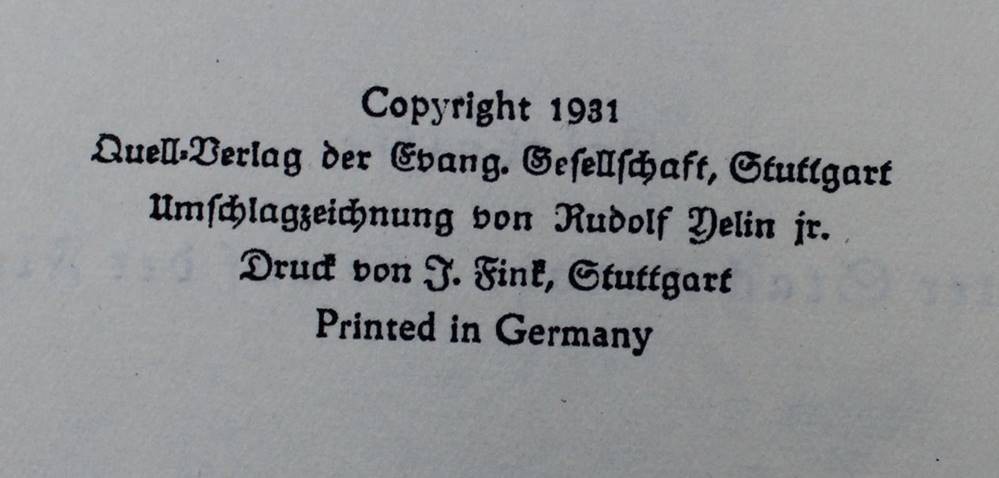 Copyright 1931
Quell-Verlag der Evang. Gesellschaft, Stuttgart
Umschlagzeichnung von Rudolf Yelin jr.
Druck von J. Fink, Stuttgart
Printed in Germany